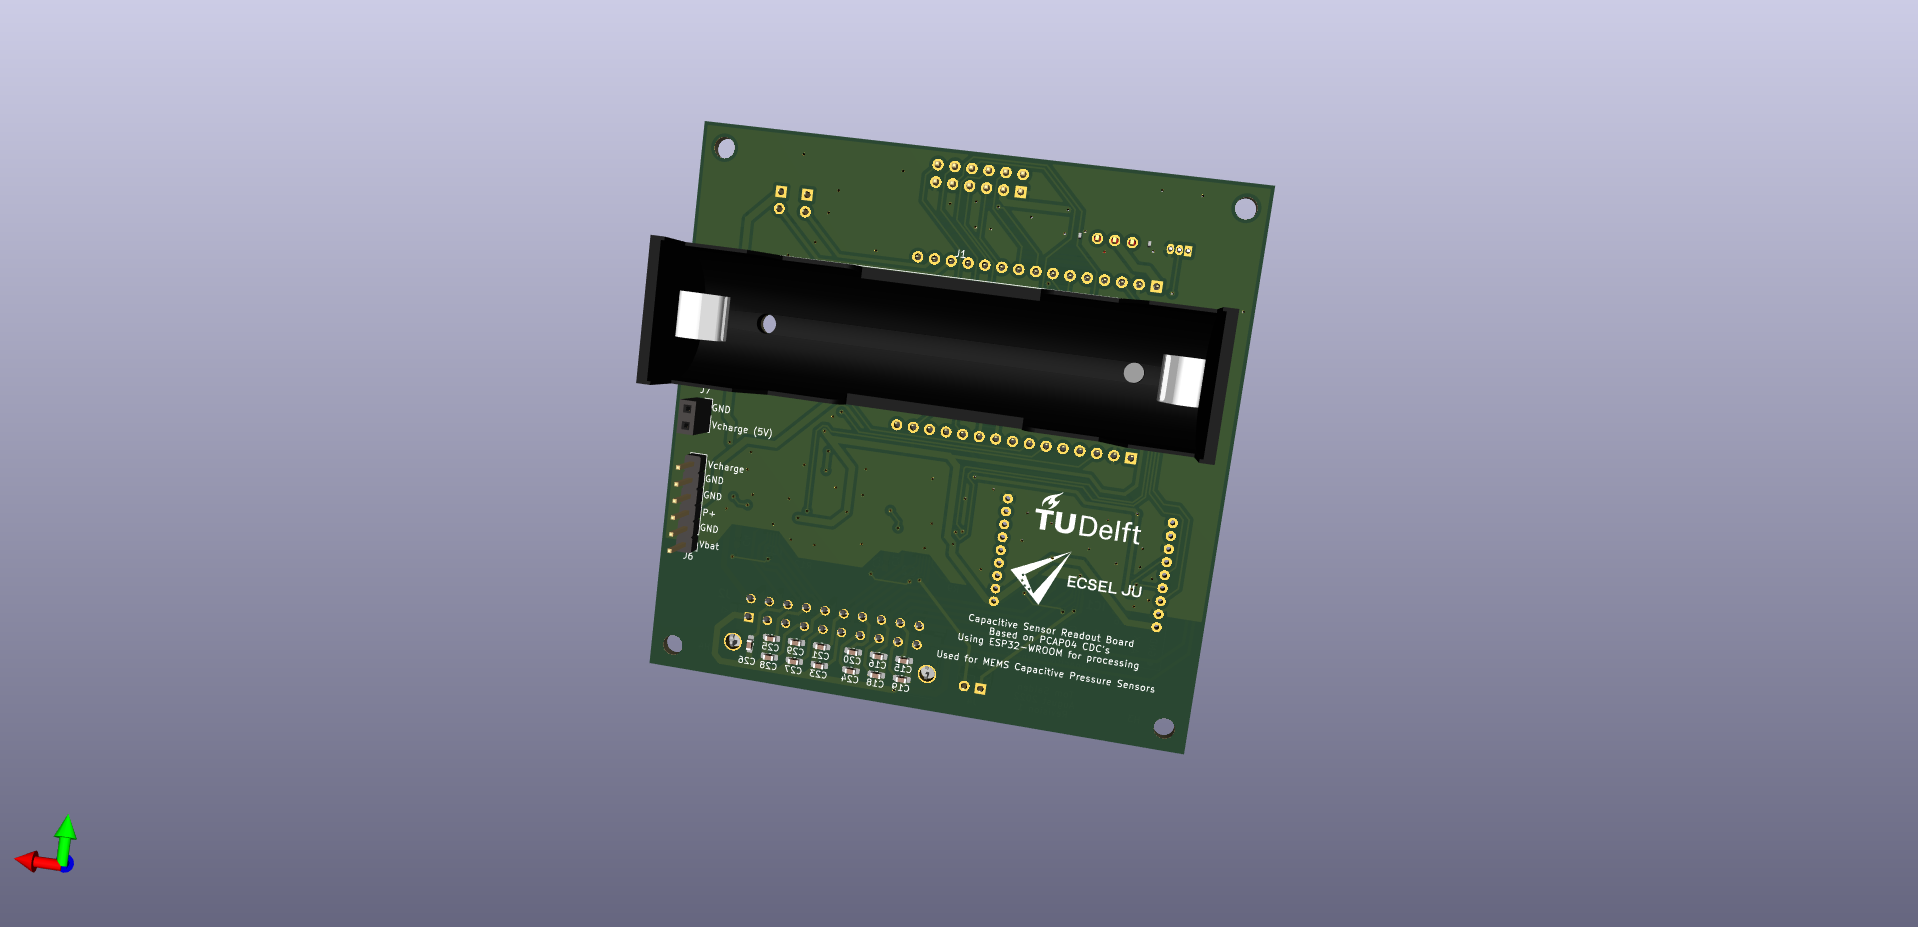 J1
J7
GND
Vcharge (5V)
Vcharge
GND
GND
P+
GND
Vbat
J6
TUDelft
ECSEL JU
Capacitive Sensor Readout Board
Based on PCAP04 CDC's
Using ESP32-WROOM for processing
Used for MEMS Capacitive Pressure Sensors
C25 C29 C21 C20 C16 C15
C26 C28 C27 C23 C24 C18 C19